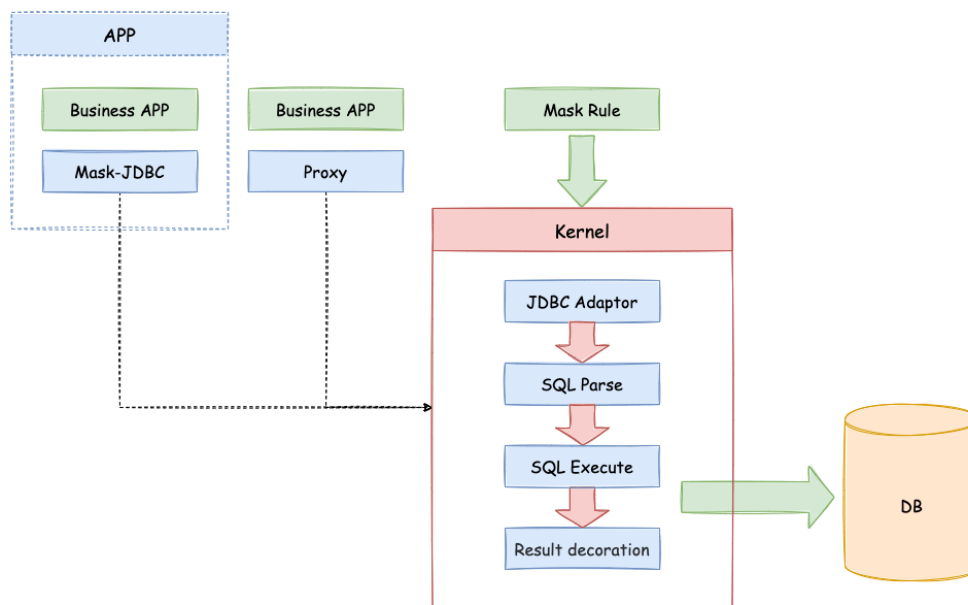 APP
Business APP
Business APP
Mask Rule
Mask-JDBC
Proxy
Kernel
JDBC Adaptor
SQL Parse
SQL Execute
DB
Result decoration